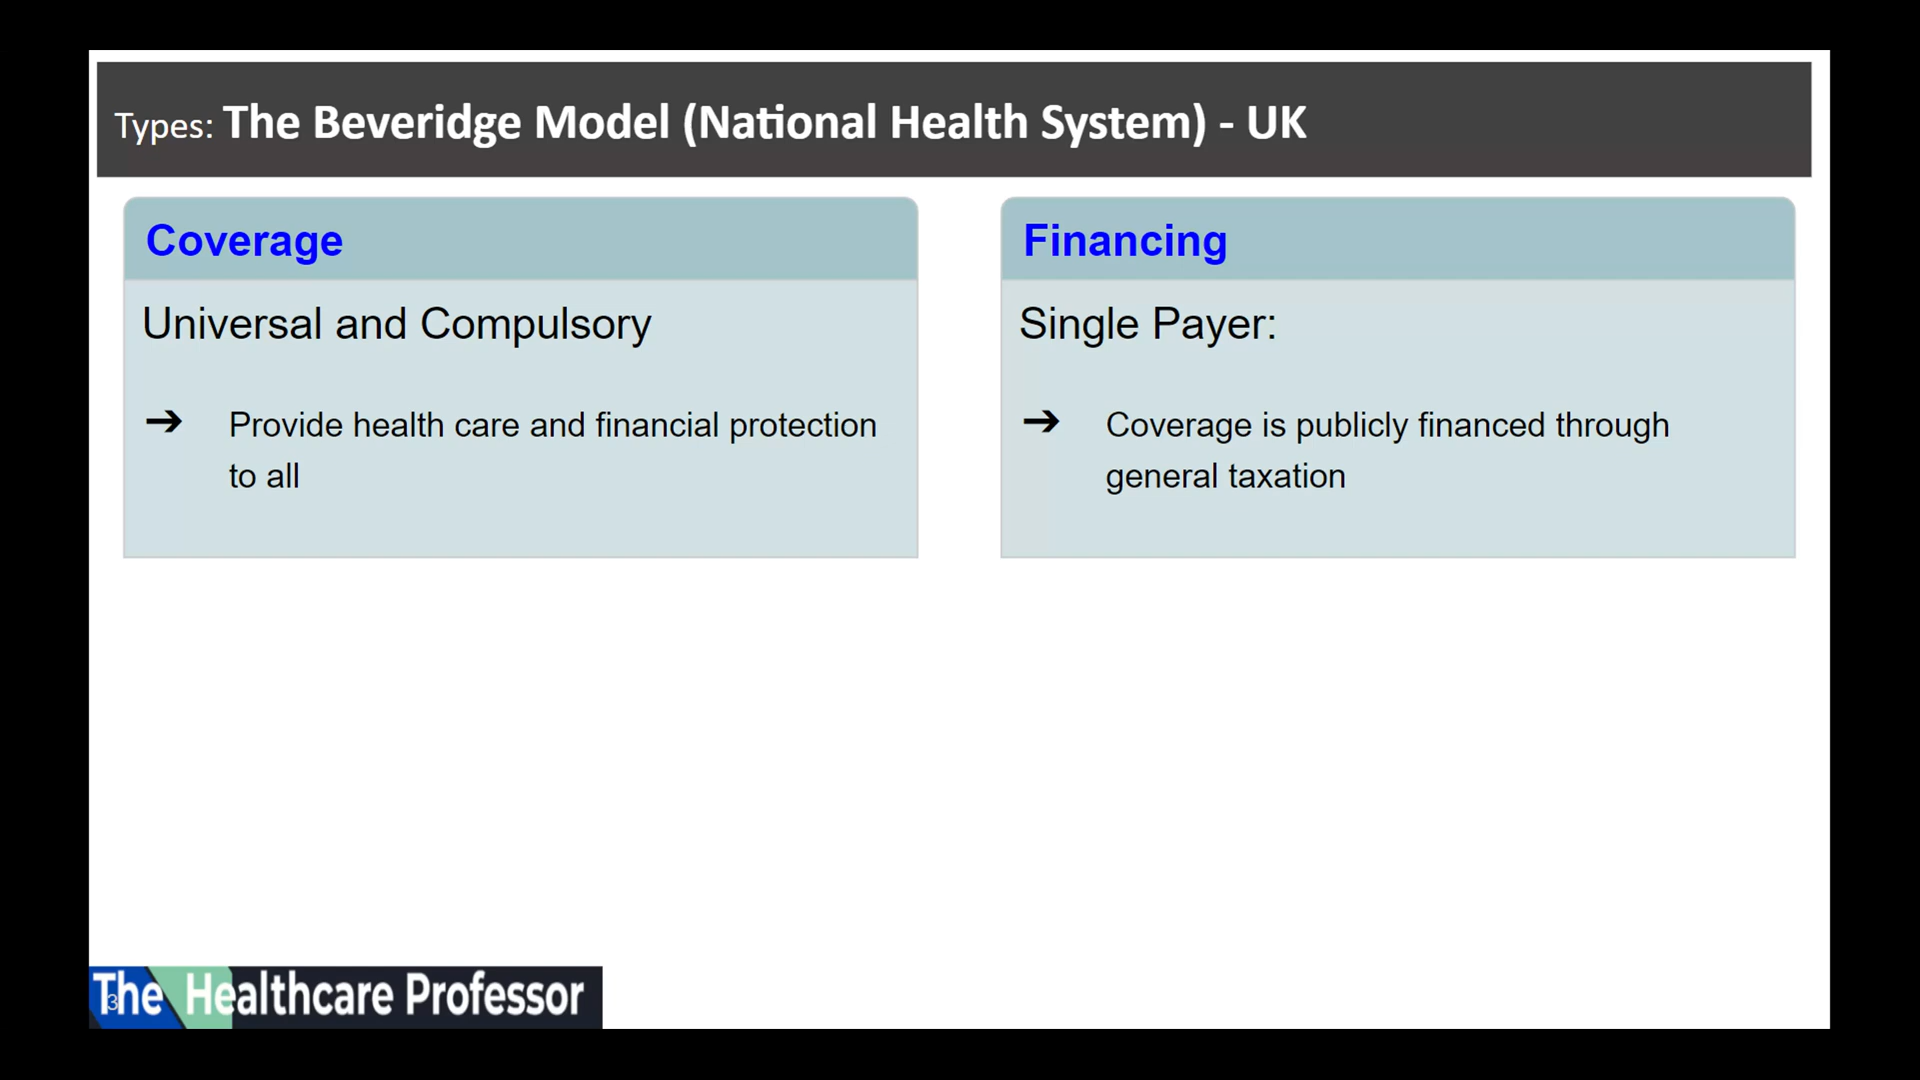 Types: The Beveridge Model (National Health System) - UK
Coverage
Universal and Compulsory
➔ Provide health care and financial protection
to all
Financing
Single Payer:
➔ Coverage is publicly financed through
general taxation
The Healthcare Professor
3